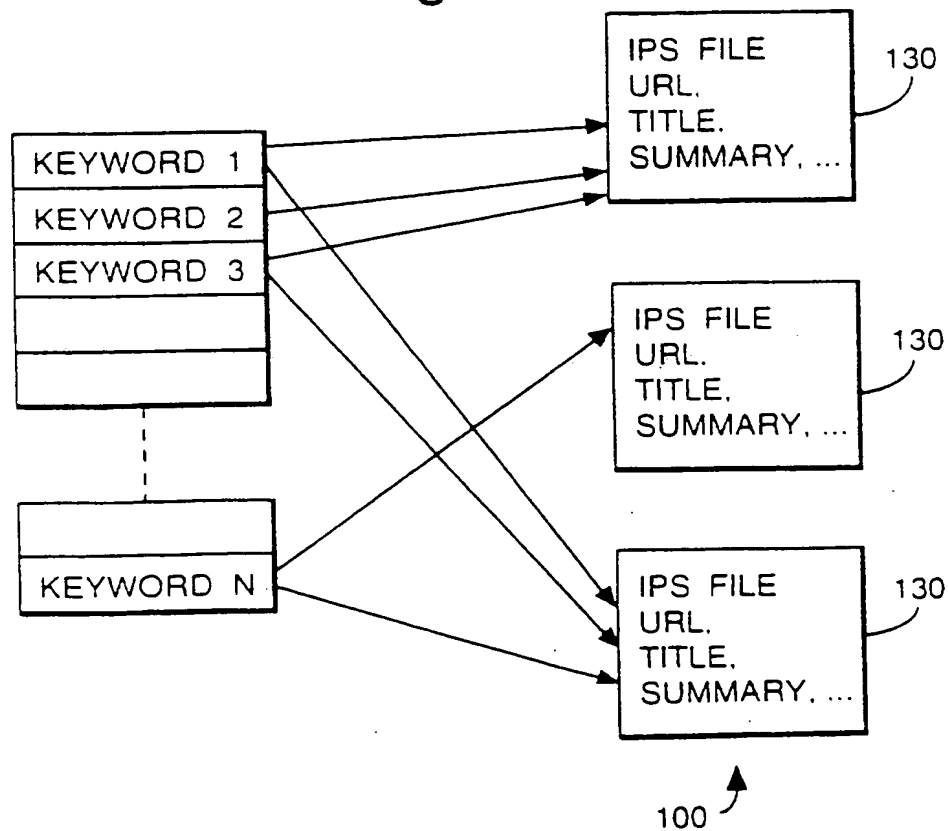 KEYWORD 1
KEYWORD 2
KEYWORD 3
KEYWORD N
IPS FILE
URL.
TITLE.
SUMMARY, ...
130
IPS FILE
URL.
TITLE,
SUMMARY, ...
130
IPS FILE
URL.
TITLE.
SUMMARY, ...
130
100